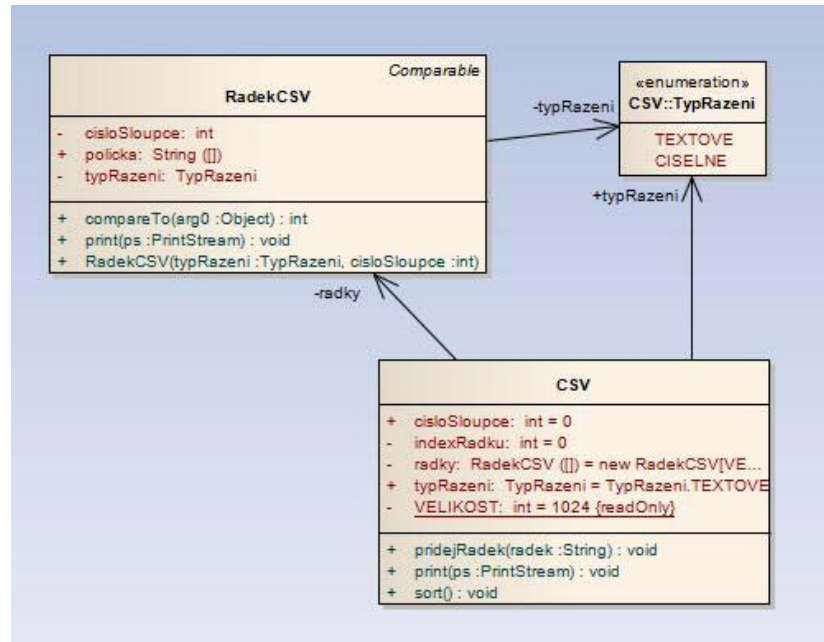 Comparable
RadekCSV
- cisloSloupce: int
+ policka: String ([])
- typRazeni: TypRazeni
+ compareTo(arg0 :Object) : int
+ print(ps :PrintStream) : void
+ RadekCSV(typRazeni :TypRazeni, cisloSloupce :int)
-typRazeni
«enumeration»
CSV::TypRazeni
TEXTOVE
CISELNE
+typRazeni
-radky
CSV
+ cisloSloupce: int = 0
- indexRadku: int = 0
- radky: RadekCSV ([]) = new RadekCSV[VE...
+ typRazeni: TypRazeni = TypRazeni.TEXTOVE
- VELIKOST: int = 1024 {readOnly}
+ pridejRadek(radek :String) : void
+ print(ps :PrintStream) : void
+ sort() : void